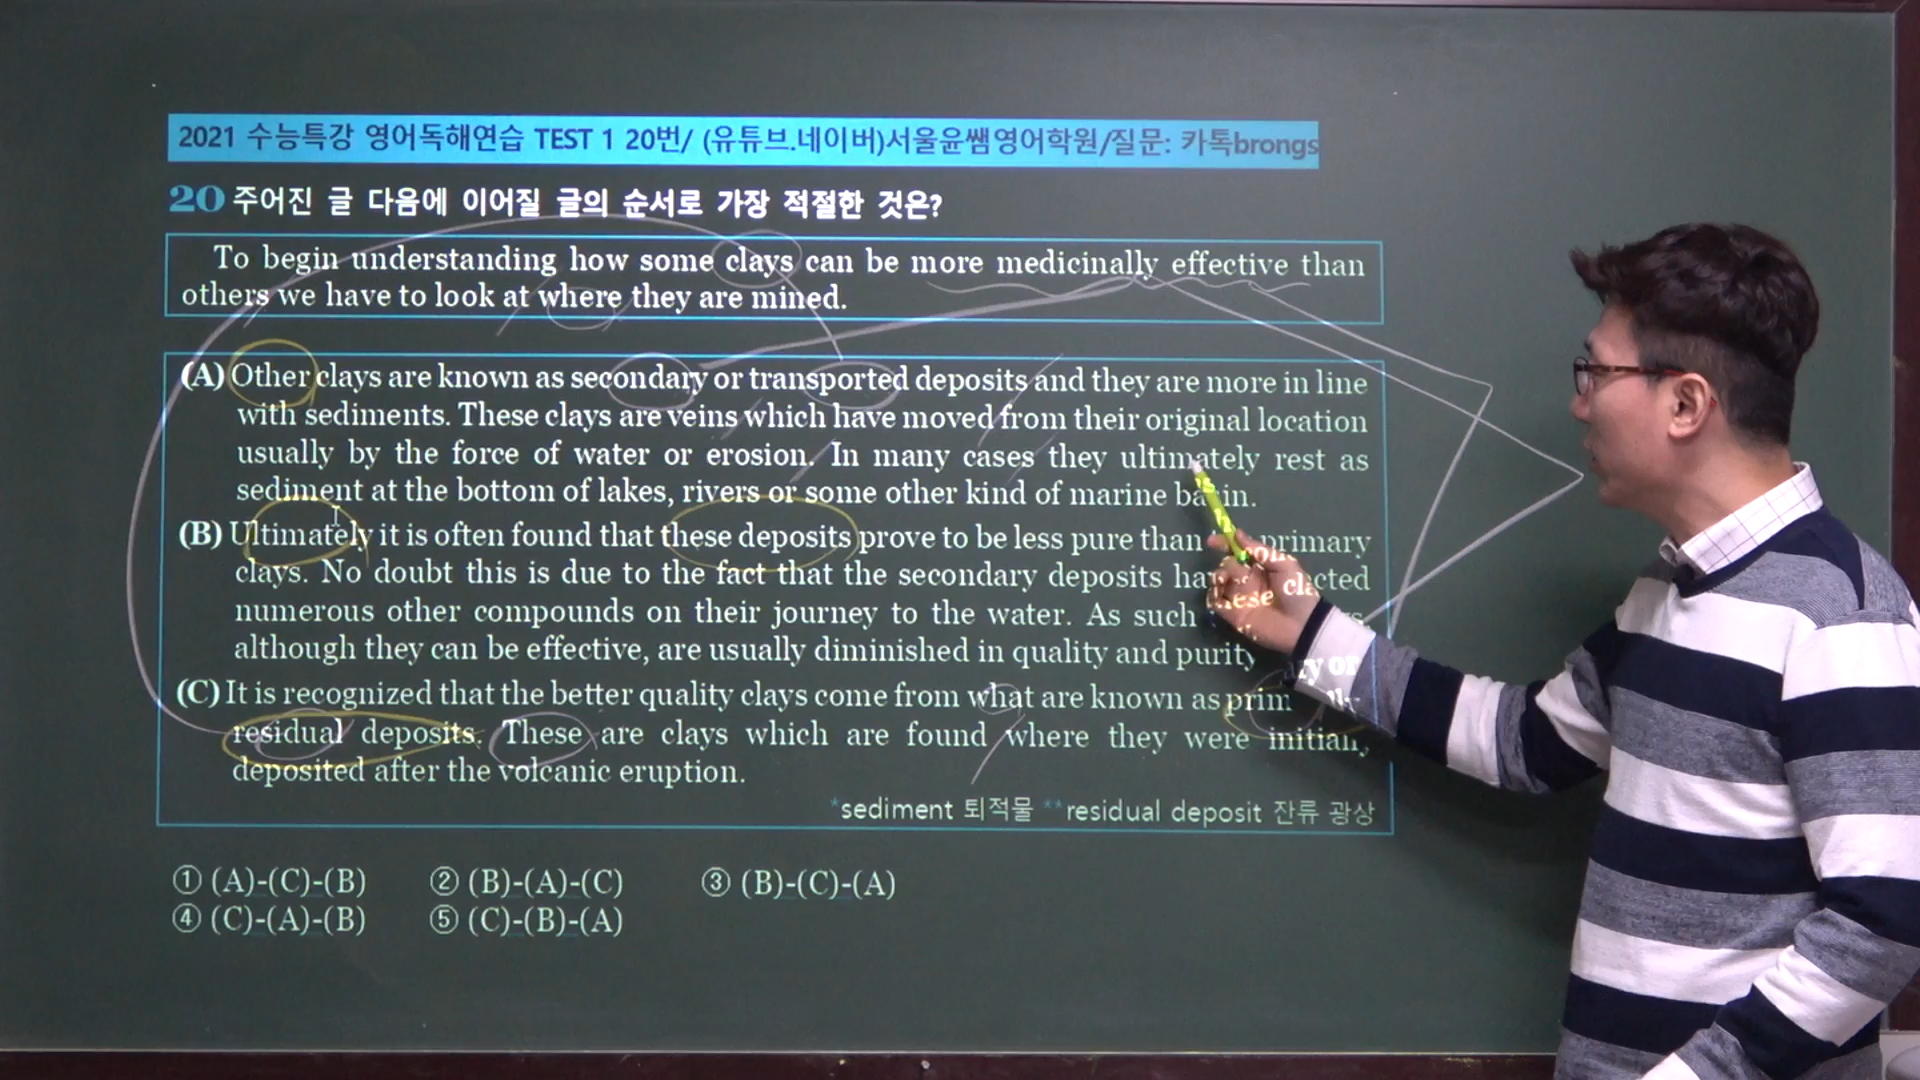 2021 수능특강 영어독해연습 TEST 1 20번/ (유튜브.네이버)서울윤쌤영어학원/질문: 카톡brongs
20 주어진 글 다음에 이어질 글의 순서로 가장 적절한 것은?
To begin understanding how some clays can be more medicinally effective than
others we have to look at where they are mined.
(A) Other clays are known as secondary or transported deposits and they are more in line
with sediments. These clays are veins which have moved from their original location
usually by the force of water or erosion. In many cases they ultimately rest as
sediment at the bottom of lakes, rivers or some other kind of marine basin.
(B) Ultimately it is often found that these deposits prove to be less pure than primary
clays. No doubt this is due to the fact that the secondary deposits
numerous other compounds on their journey to the water. As such
although they can be effective, are usually diminished in quality and purity
(C) It is recognized that the better quality clays come from what are known as primary or
residual deposits. These are clays which are found where they were initially
deposited after the volcanic eruption.
*sediment 퇴적물 **residual deposit 잔류 광상
① (A)-(C)-(B) ② (B)-(A)-(C) ③ (B)-(C)-(A)
④ (C)-(A)-(B) ⑤ (C)-(B)-(A)